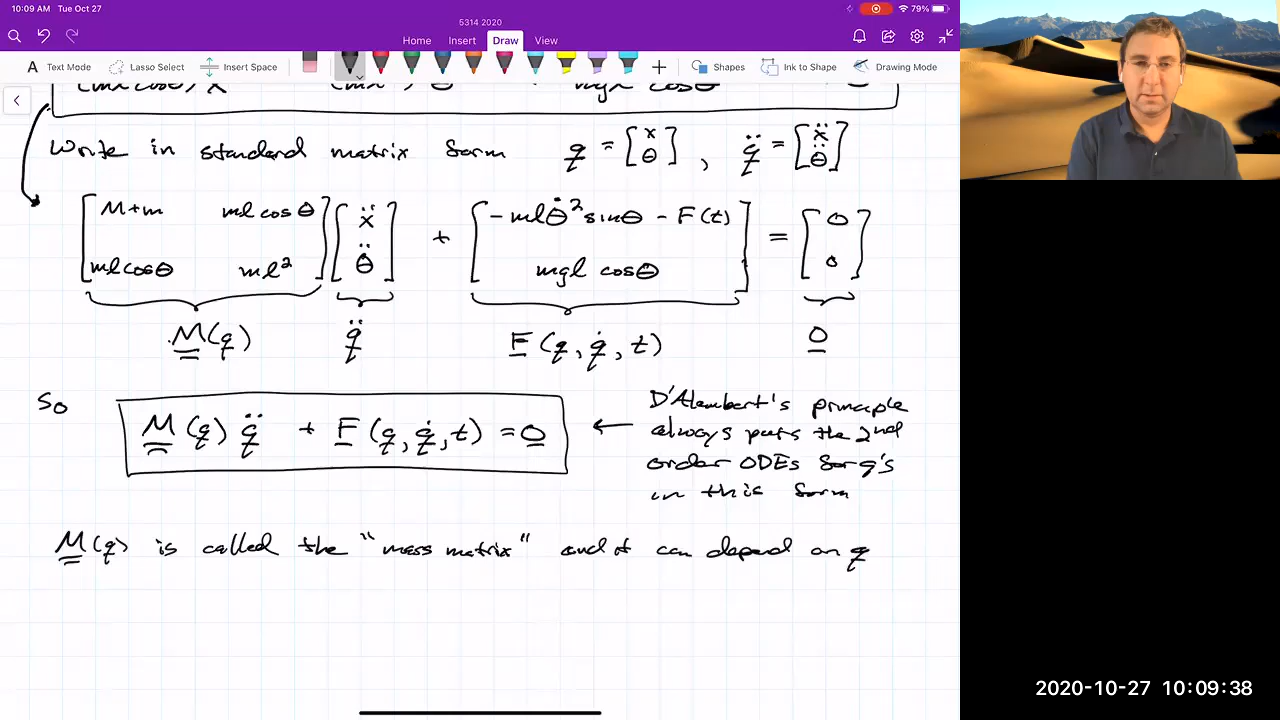 10:09 AM Tue Oct 27
79%
5314 2020
Home Insert Draw View
Text Mode Lasso Select Insert Space Shapes Ink to Shape Drawing Mode
mgl cosθ
Write in standard matrix form q = [x θ], q̈ = [ẍ θ̈]
[M+m ml cosθ] [ẍ] + [-mlθ̇² sinθ - F(t)] = [0]
[ml cosθ ml²] [θ̈] [mgl cosθ] [0]
M(q) q̈ F(q, q̇, t) 0
So M(q) q̈ + F(q, q̇, t) = 0 ←
D'Alembert's principle
always puts the 2nd
order ODEs for q's
in this form
M(q) is called the "mass matrix" and it can depend on q
2020-10-27 10:09:38